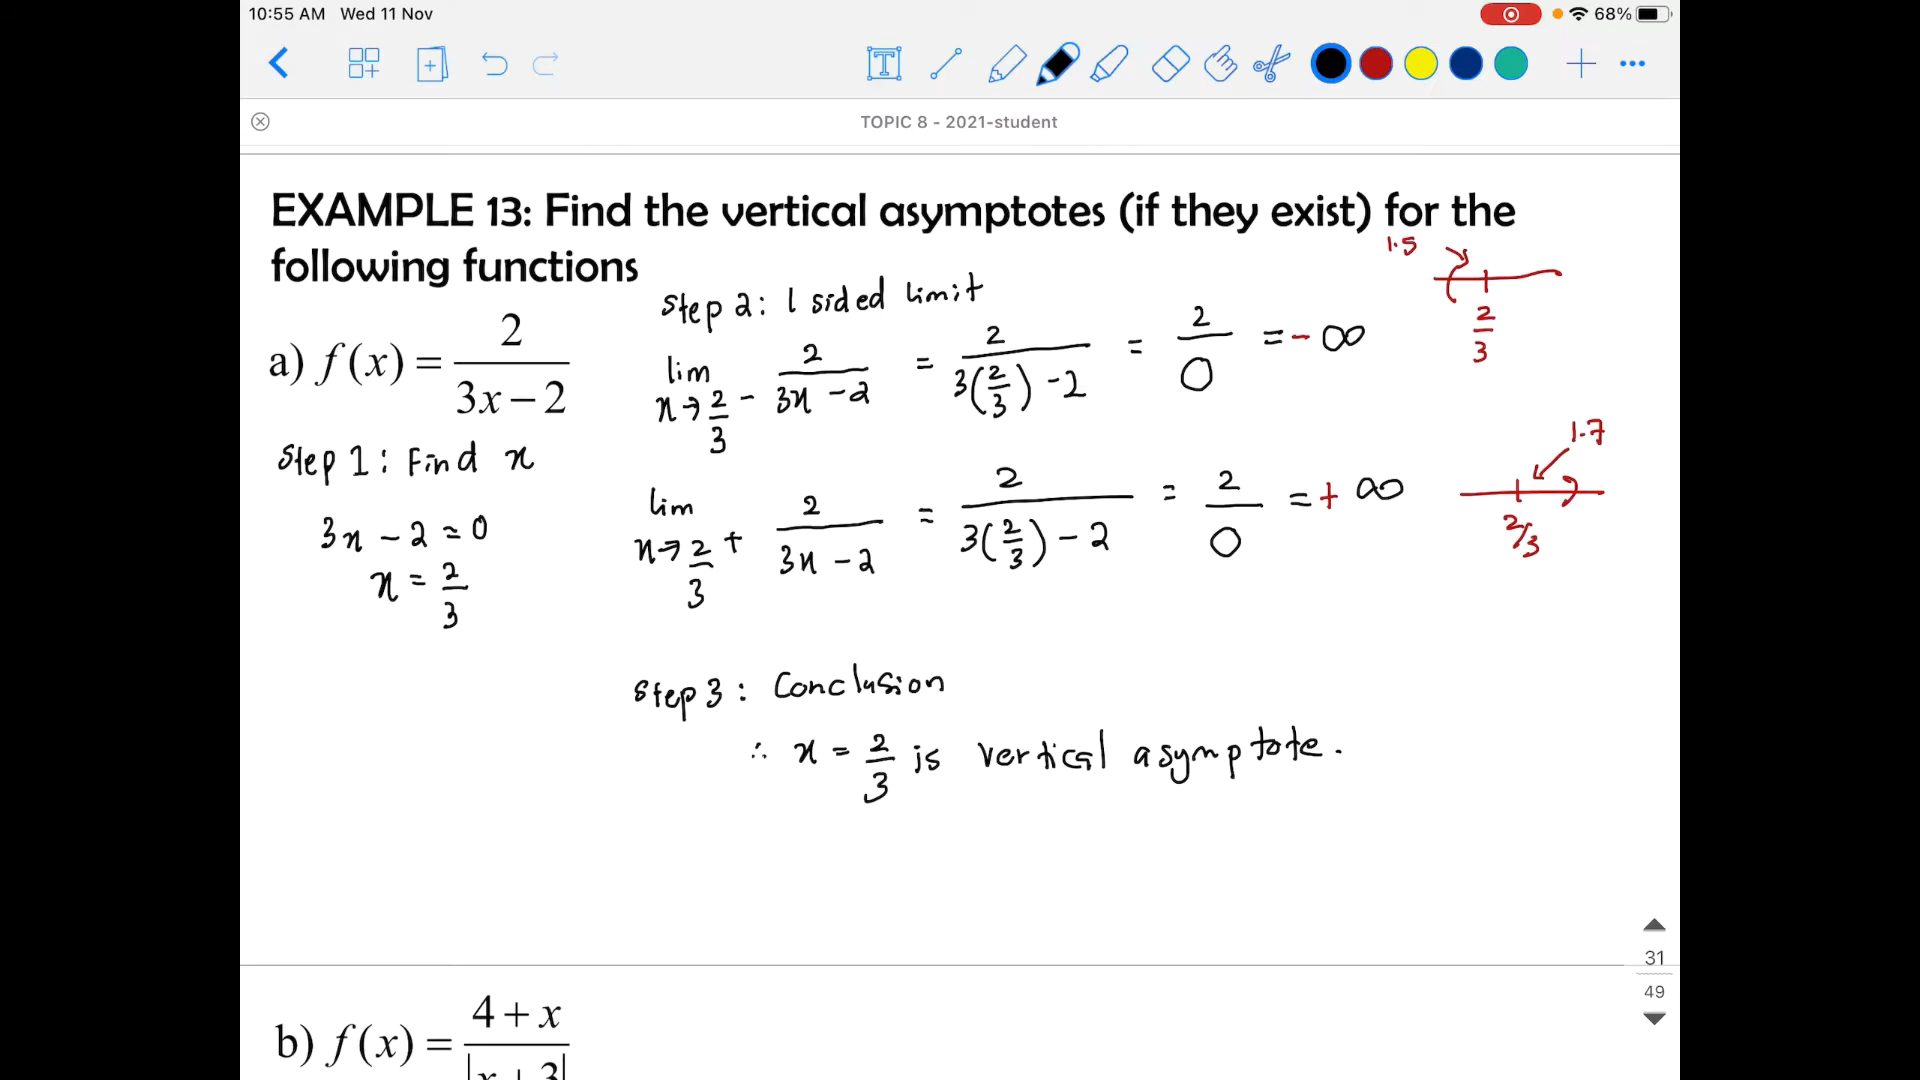 10:55 AM Wed 11 Nov
68%
TOPIC 8 - 2021-student
EXAMPLE 13: Find the vertical asymptotes (if they exist) for the
following functions
a) f(x) = 2/(3x – 2)
Step 1: Find x
3x – 2 = 0
x = 2/3
Step 2: 1 sided limit
lim x→2/3⁻ 2/(3x – 2) = 2/(3(2/3) – 2) = 2/0 = – ∞
1.5
2/3
lim x→2/3⁺ 2/(3x – 2) = 2/(3(2/3) – 2) = 2/0 = + ∞
1.7
2/3
Step 3: Conclusion
∴ x = 2/3 is vertical asymptote.
31
49
b) f(x) = (4 + x)/|x + 3|